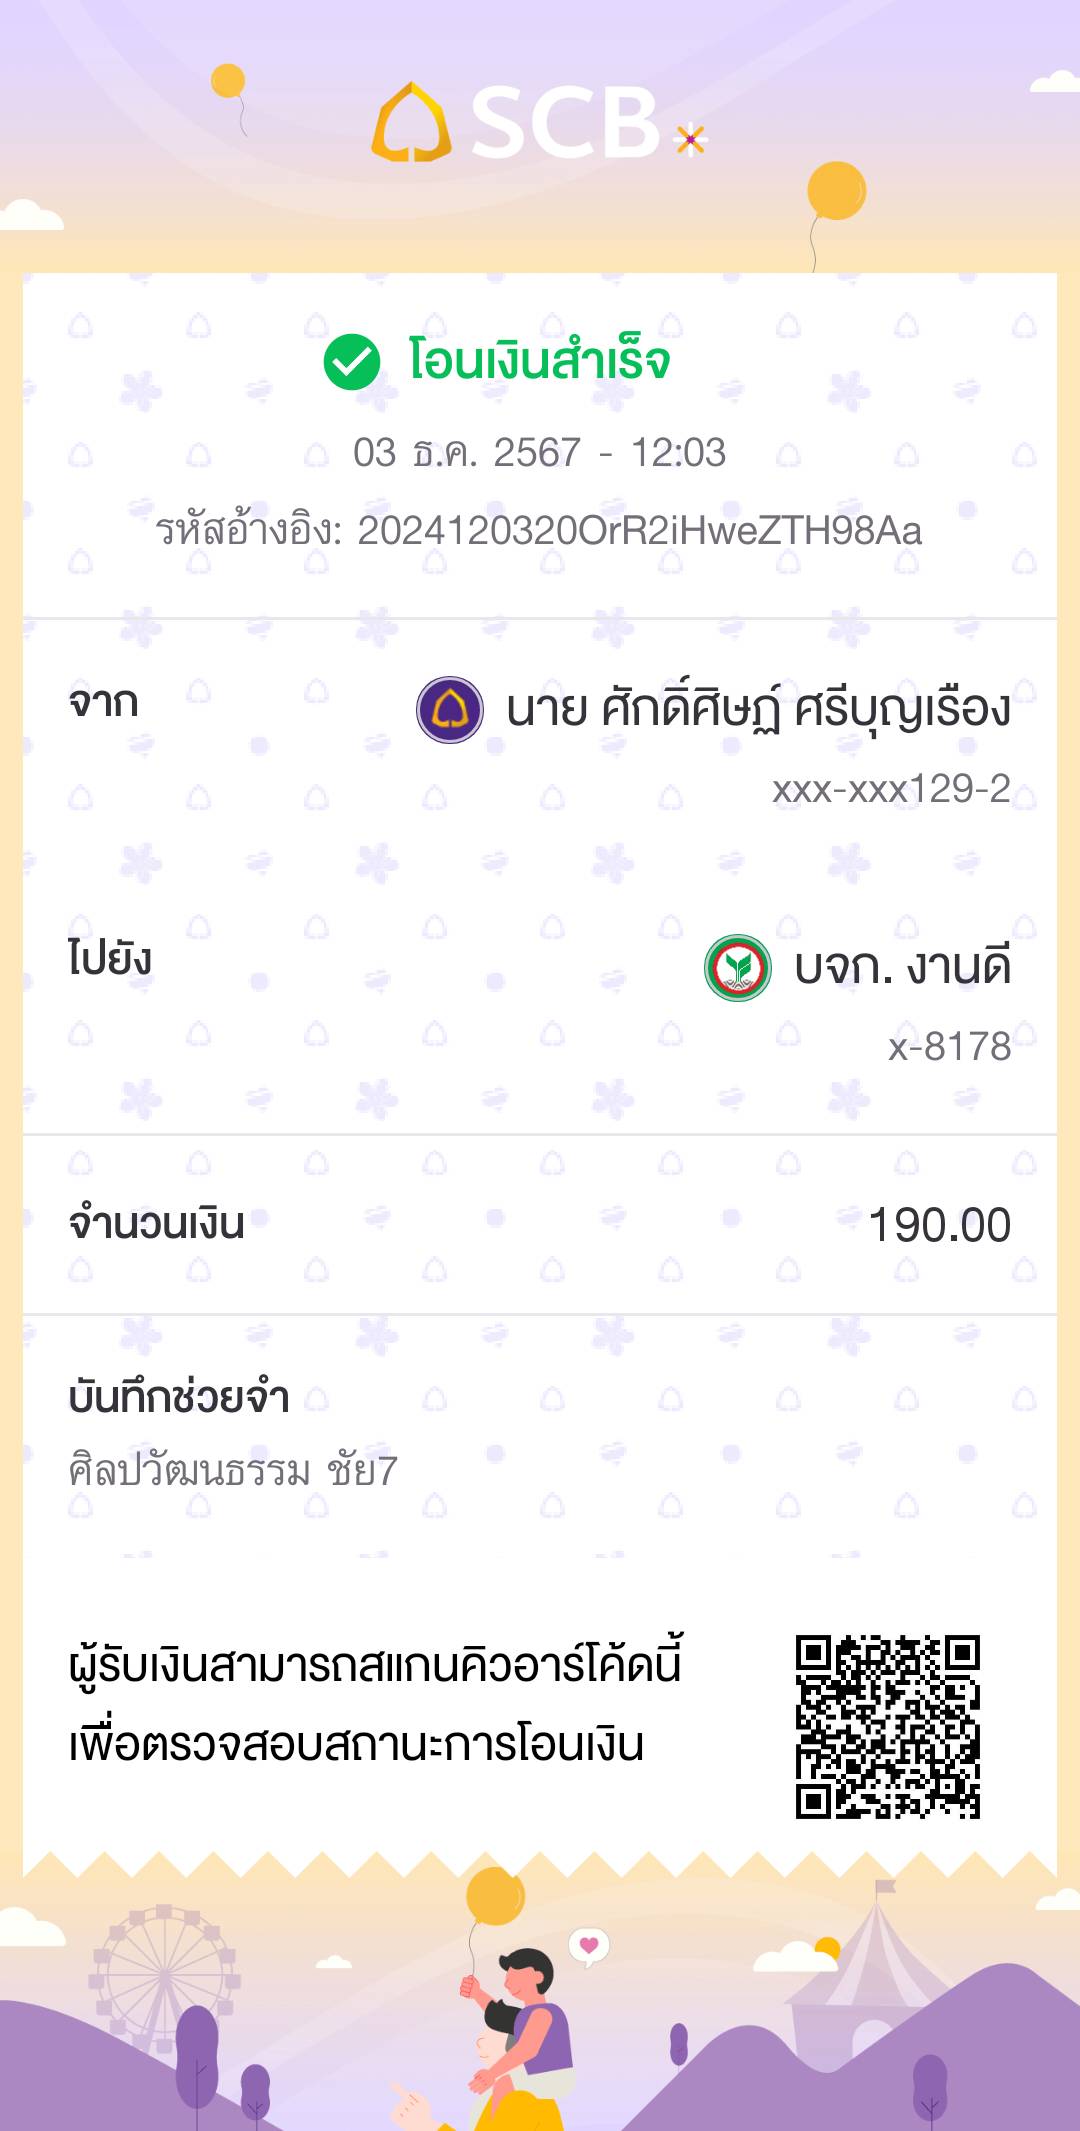 SCB
โอนเงินสำเร็จ
03 ธ.ค. 2567 - 12:03
รหัสอ้างอิง: 2024120320OrR2iHweZTH98Aa
จาก
นาย ศักดิ์ศิษฏ์ ศรีบุญเรือง
xxx-xxx129-2
ไปยัง
บจก. งานดี
x-8178
จำนวนเงิน
190.00
บันทึกช่วยจำ
ศิลปวัฒนธรรม ชัย7
ผู้รับเงินสามารถสแกนคิวอาร์โค้ดนี้
เพื่อตรวจสอบสถานะการโอนเงิน